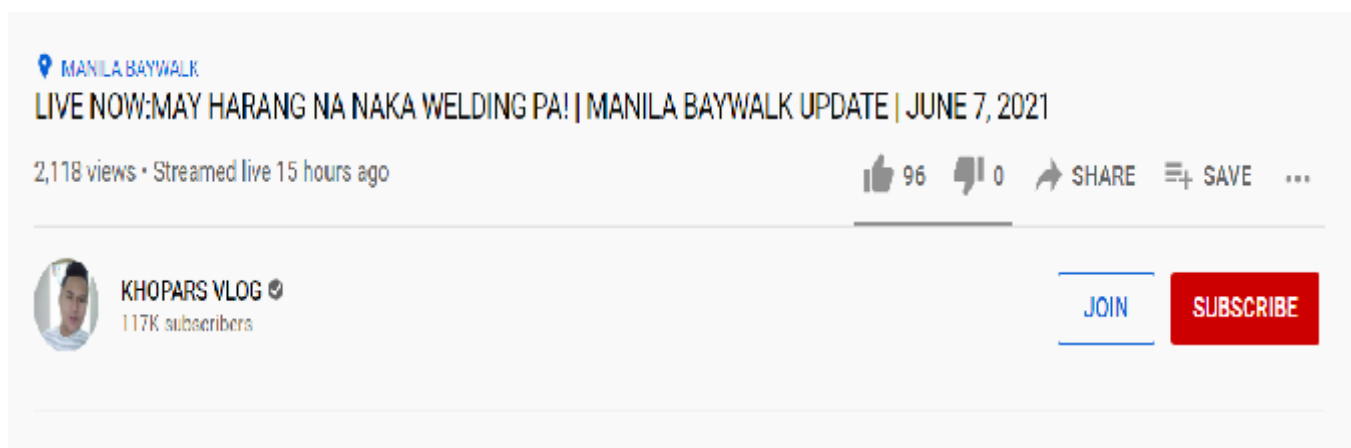 MANILA BAYWALK
LIVE NOW:MAY HARANG NA NAKA WELDING PA! | MANILA BAYWALK UPDATE | JUNE 7, 2021
2,118 views • Streamed live 15 hours ago 96 0 SHARE SAVE ...
KHOPARS VLOG
117K subscribers
JOIN SUBSCRIBE